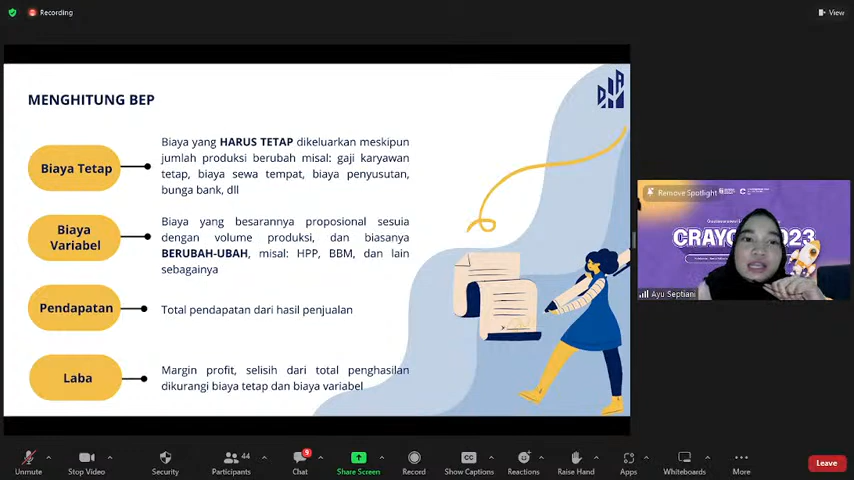 Recording
View
MENGHITUNG BEP
DAR
Biaya Tetap
Biaya yang HARUS TETAP dikeluarkan meskipun
jumlah produksi berubah misal: gaji karyawan
tetap, biaya sewa tempat, biaya penyusutan,
bunga bank, dll
Biaya
Variabel
Biaya yang besarannya proposional sesuia
dengan volume produksi, dan biasanya
BERUBAH-UBAH, misal: HPP, BBM, dan lain
sebagainya
Pendapatan
Total pendapatan dari hasil penjualan
Laba
Margin profit, selisih dari total penghasilan
dikurangi biaya tetap dan biaya variabel
Remove Spotlight
2023
Ayu Septiani
Unmute
Stop Video
Security
44
Participants
9
Chat
Share Screen
Record
CC
Show Captions
Reactions
Raise Hand
Apps
Whiteboards
More
Leave